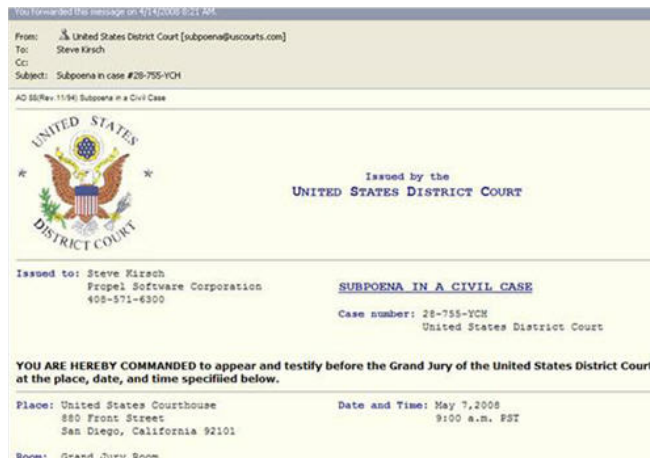 You forwarded this message on 4/14/2008 8:21 AM.
From: United States District Court [subpoena@uscourts.com]
To: Steve Kirsch
Cc:
Subject: Subpoena in case #28-755-YCH
AO 88(Rev.11/94) Subpoena in a Civil Case
UNITED STATES
DISTRICT COURT
Issued by the
UNITED STATES DISTRICT COURT
Issued to: Steve Kirsch
Propel Software Corporation
408-571-6300
SUBPOENA IN A CIVIL CASE
Case number: 28-755-YCH
United States District Court
YOU ARE HEREBY COMMANDED to appear and testify before the Grand Jury of the United States District Court
at the place, date, and time specifiied below.
Place: United States Courthouse
880 Front Street
San Diego, California 92101
Date and Time: May 7,2008
9:00 a.m. PST
Room: Grand Jury Room